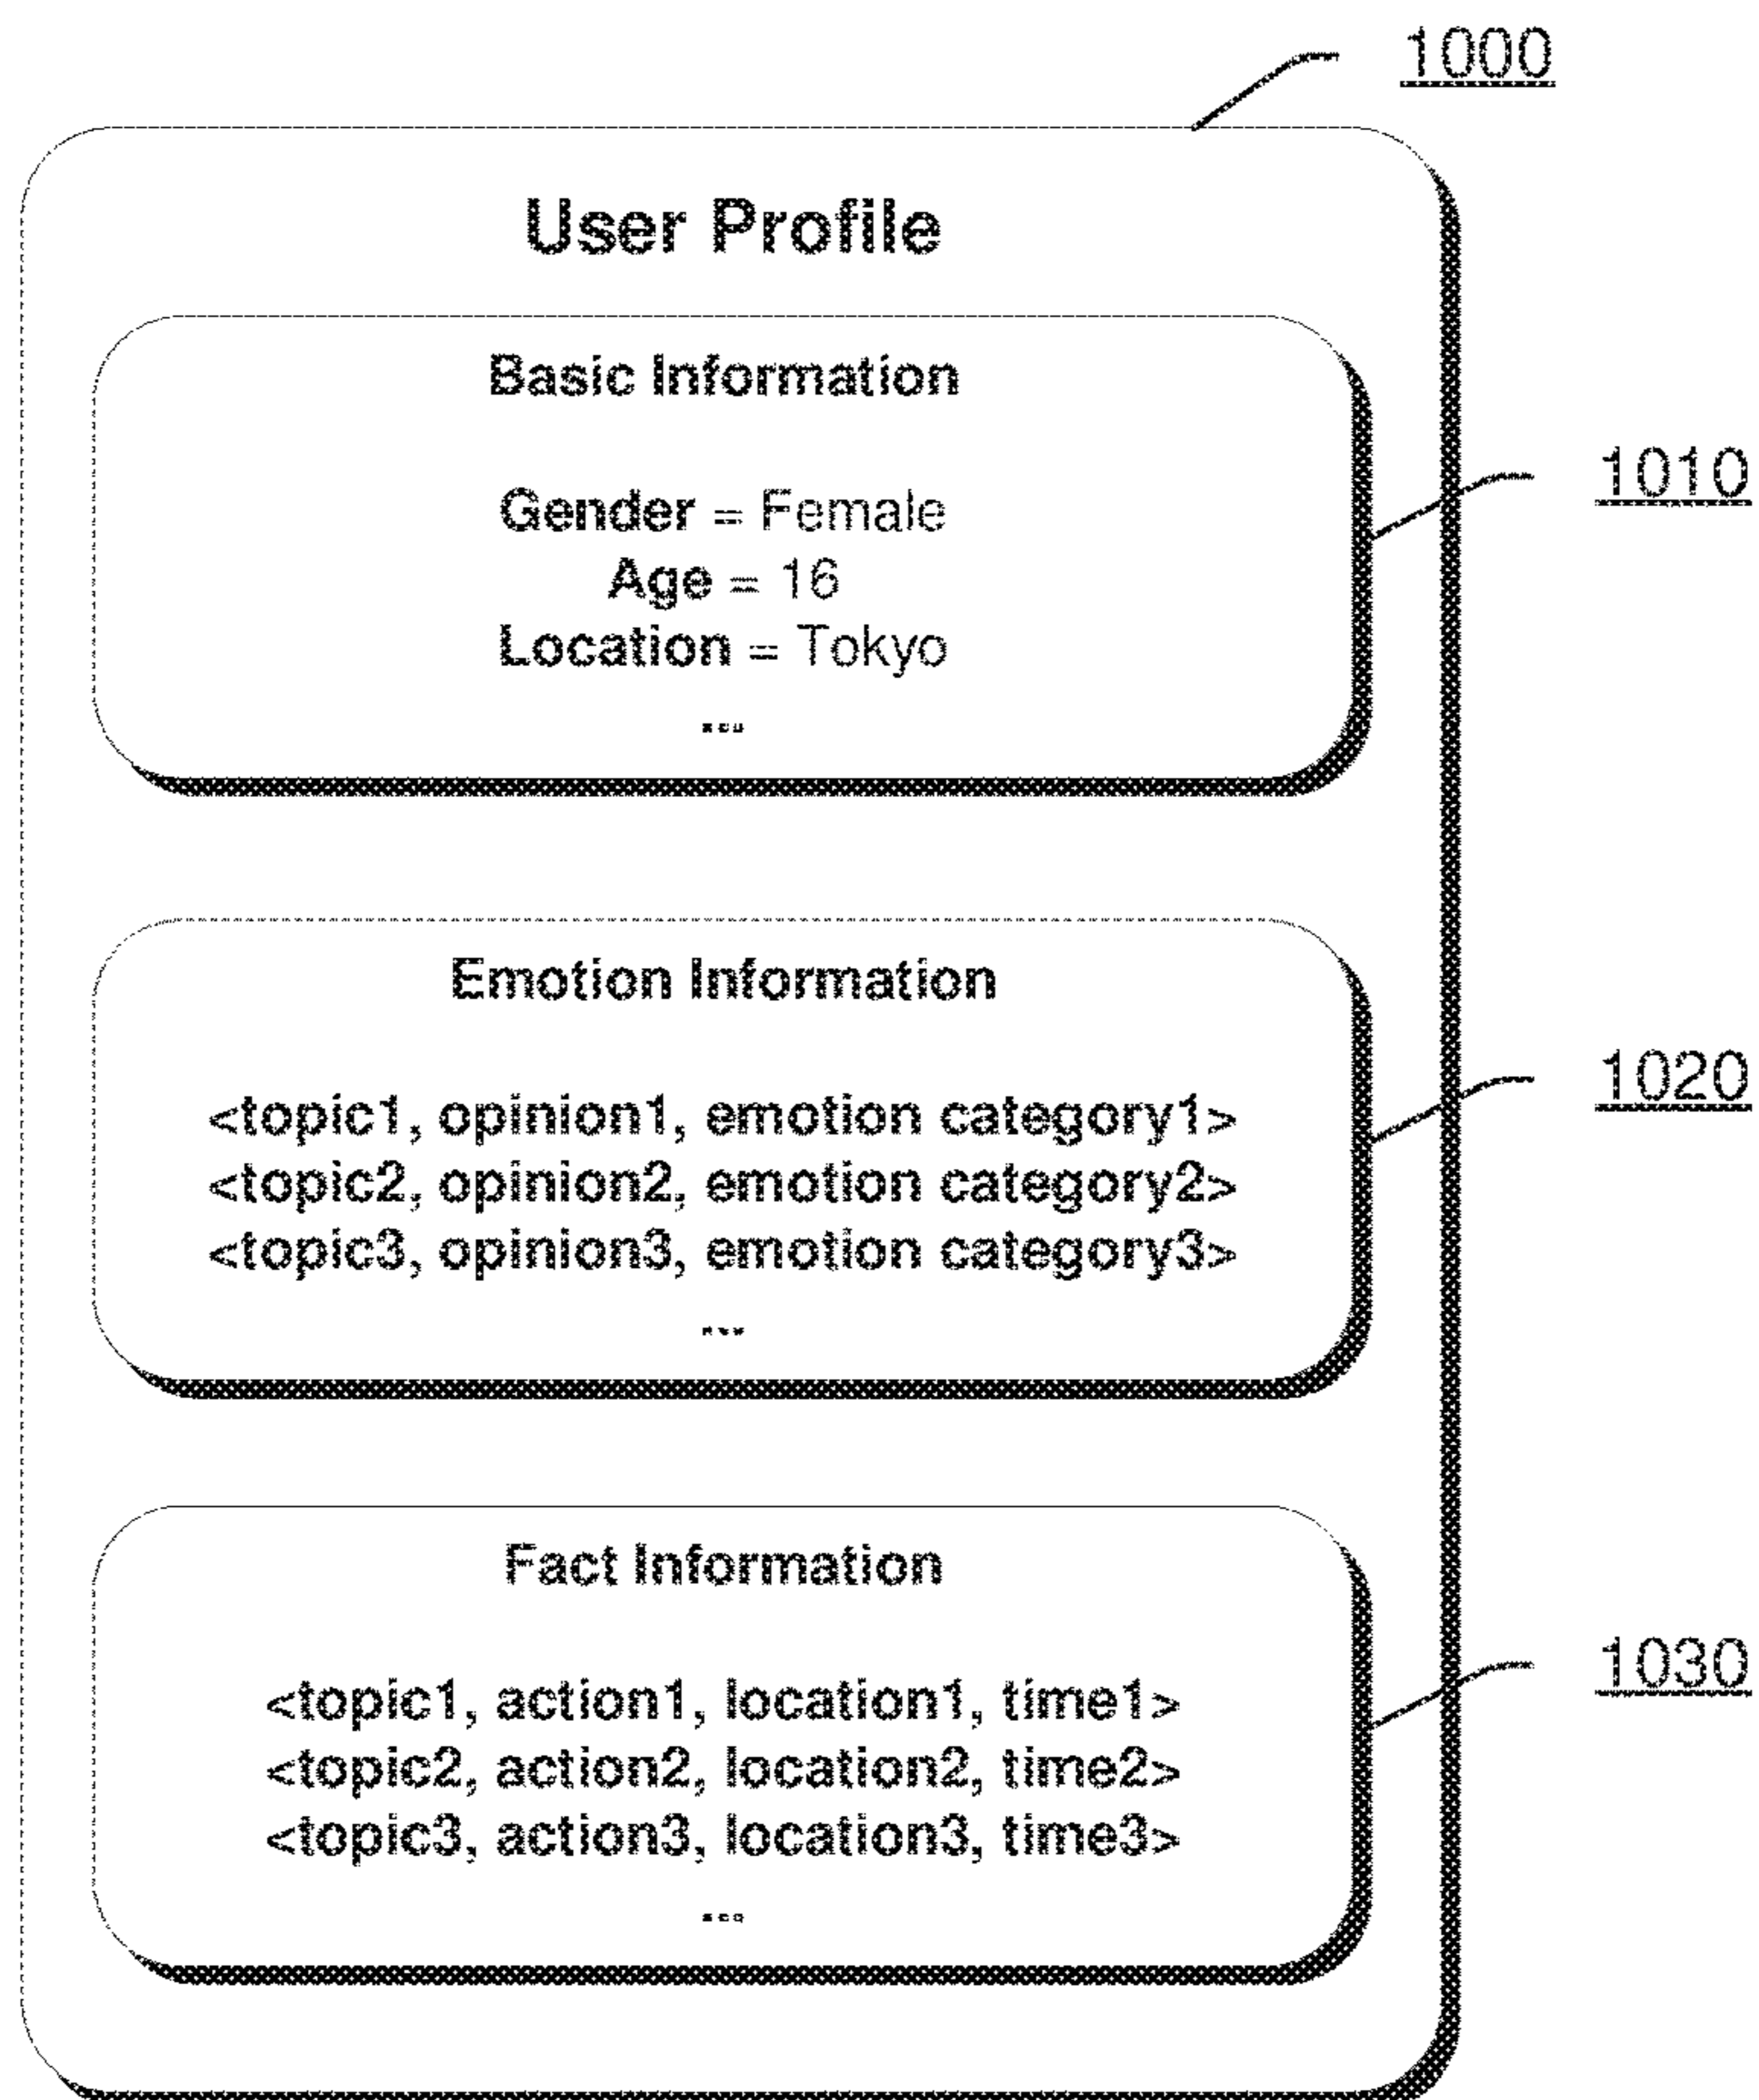 1000
User Profile
Basic Information
1010
Gender = Female
Age = 16
Location = Tokyo
...
Emotion Information
1020
<topic1, opinion1, emotion category1>
<topic2, opinion2, emotion category2>
<topic3, opinion3, emotion category3>
...
Fact Information
1030
<topic1, action1, location1, time1>
<topic2, action2, location2, time2>
<topic3, action3, location3, time3>
...